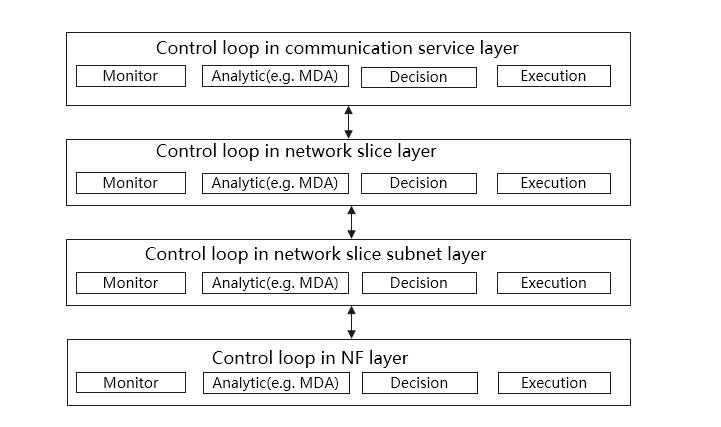 Control loop in communication service layer
Monitor Analytic(e.g. MDA) Decision Execution
Control loop in network slice layer
Monitor Analytic(e.g. MDA) Decision Execution
Control loop in network slice subnet layer
Monitor Analytic(e.g. MDA) Decision Execution
Control loop in NF layer
Monitor Analytic(e.g. MDA) Decision Execution